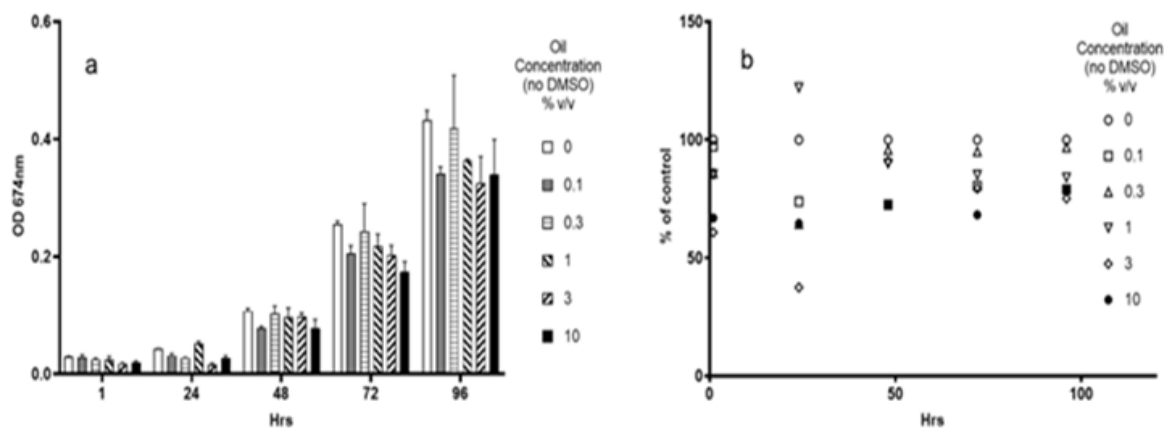 0.6
0.4
0.2
0.0
OD 674nm
a
1
24
48
72
96
Hrs
Oil
Concentration
(no DMSO)
% v/v
0
0.1
0.3
1
3
10
150
100
50
0
% of control
b
0
50
100
Hrs
Oil
Concentration
(no DMSO)
% v/v
0
0.1
0.3
1
3
10